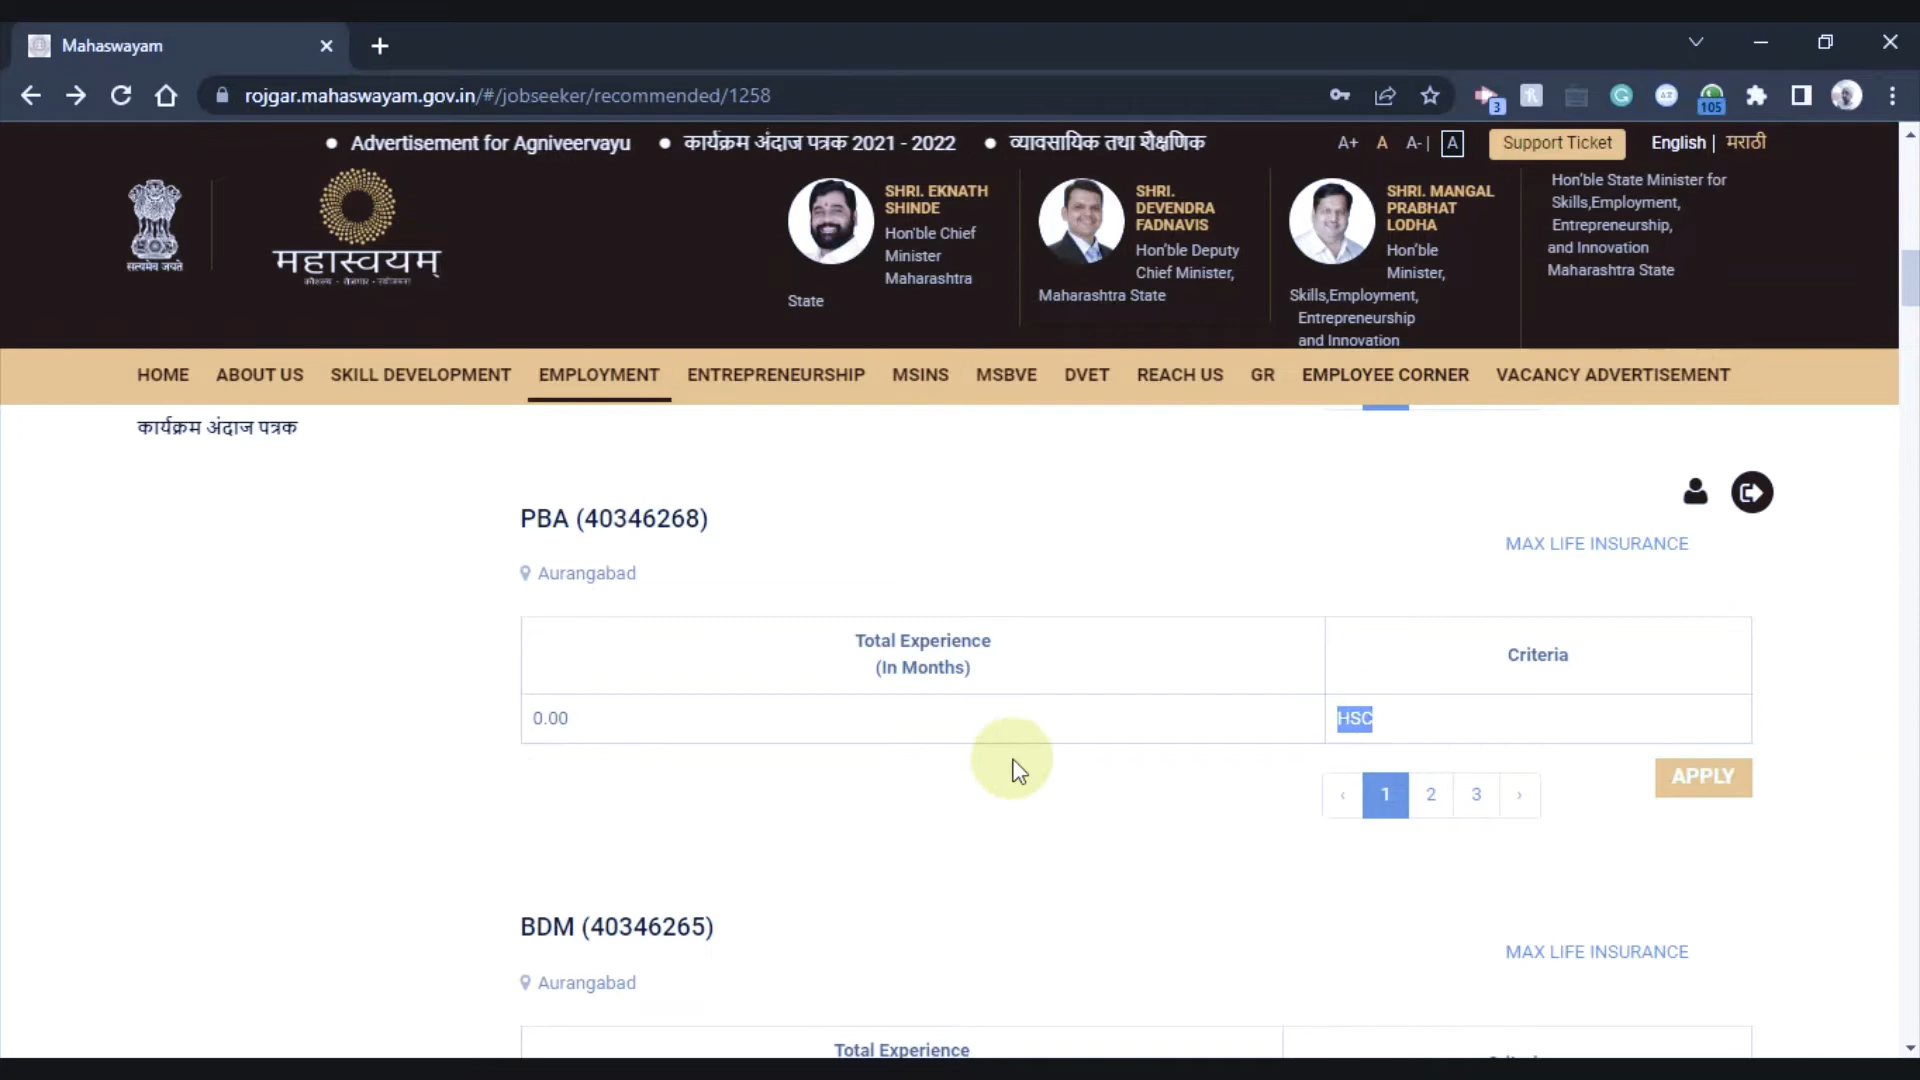 Mahaswayam
rojgar.mahaswayam.gov.in/#/jobseeker/recommended/1258
3
105
Advertisement for Agniveervayu
कार्यक्रम अंदाज पत्रक 2021 - 2022
व्यावसायिक तथा शैक्षणिक
A+ A A- | A
Support Ticket
English | मराठी
सत्यमेव जयते
महास्वयम्
कौशल्य - रोजगार - उद्योजकता
SHRI. EKNATH
SHINDE
Hon'ble Chief
Minister
Maharashtra
State
SHRI.
DEVENDRA
FADNAVIS
Hon'ble Deputy
Chief Minister,
Maharashtra State
SHRI. MANGAL
PRABHAT
LODHA
Hon'ble
Minister,
Skills,Employment,
Entrepreneurship
and Innovation
Hon'ble State Minister for
Skills,Employment,
Entrepreneurship,
and Innovation
Maharashtra State
HOME ABOUT US SKILL DEVELOPMENT EMPLOYMENT ENTREPRENEURSHIP MSINS MSBVE DVET REACH US GR EMPLOYEE CORNER VACANCY ADVERTISEMENT
कार्यक्रम अंदाज पत्रक
PBA (40346268)
MAX LIFE INSURANCE
Aurangabad
Total Experience
(In Months)
Criteria
0.00
HSC
‹ 1 2 3 ›
APPLY
BDM (40346265)
MAX LIFE INSURANCE
Aurangabad
Total Experience